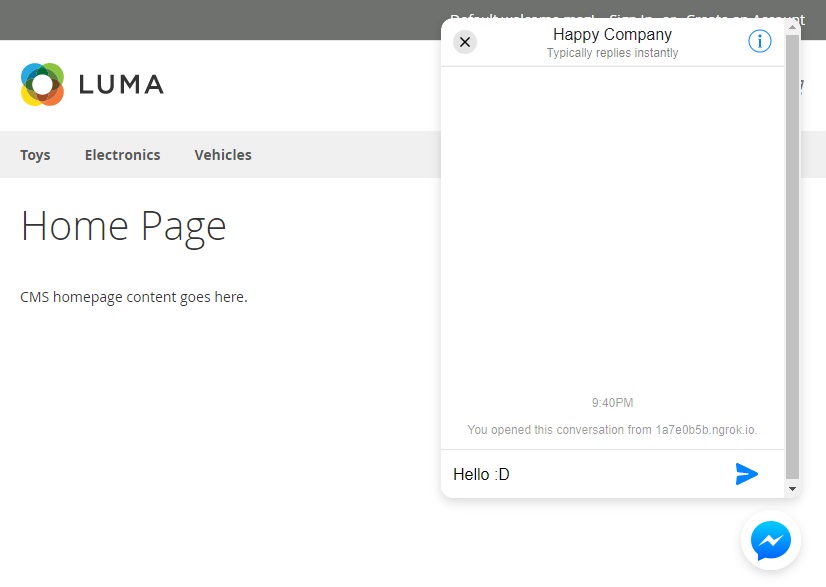 Default welcome msg! Sign In or Create an Account
LUMA
Toys Electronics Vehicles
Home Page
CMS homepage content goes here.
Happy Company
Typically replies instantly
9:40PM
You opened this conversation from 1a7e0b5b.ngrok.io.
Hello :D